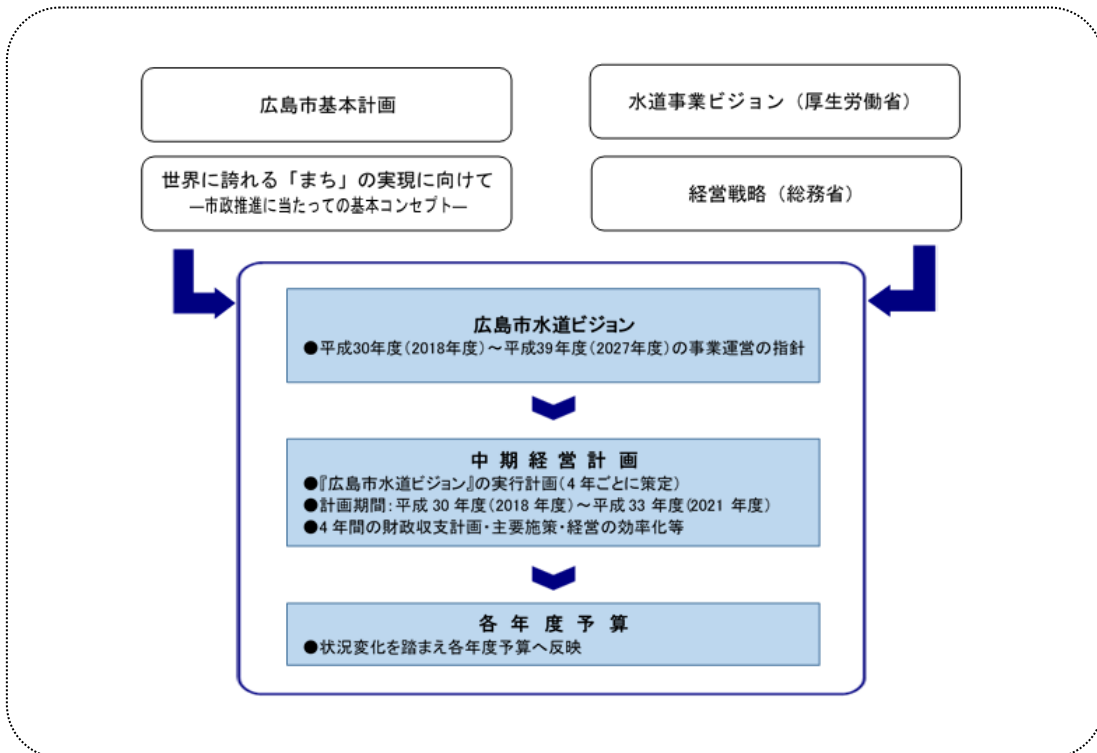 広島市基本計画
水道事業ビジョン（厚生労働省）
世界に誇れる「まち」の実現に向けて
―市政推進に当たっての基本コンセプト―
経営戦略（総務省）
広島市水道ビジョン
●平成30年度（2018年度）～平成39年度（2027年度）の事業運営の指針
中期経営計画
●『広島市水道ビジョン』の実行計画（４年ごとに策定）
●計画期間：平成 30 年度（2018 年度）～平成 33 年度（2021 年度）
●４年間の財政収支計画・主要施策・経営の効率化等
各年度予算
●状況変化を踏まえ各年度予算へ反映